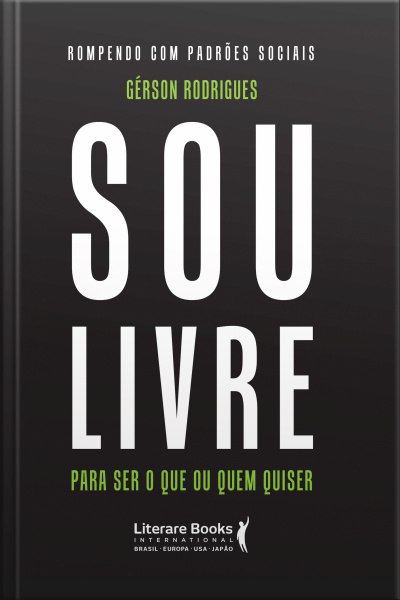 ROMPENDO COM PADRÕES SOCIAIS
GÉRSON RODRIGUES
SOU
LIVRE
PARA SER O QUE OU QUEM QUISER
Literare Books
INTERNATIONAL
BRASIL · EUROPA · USA · JAPÃO